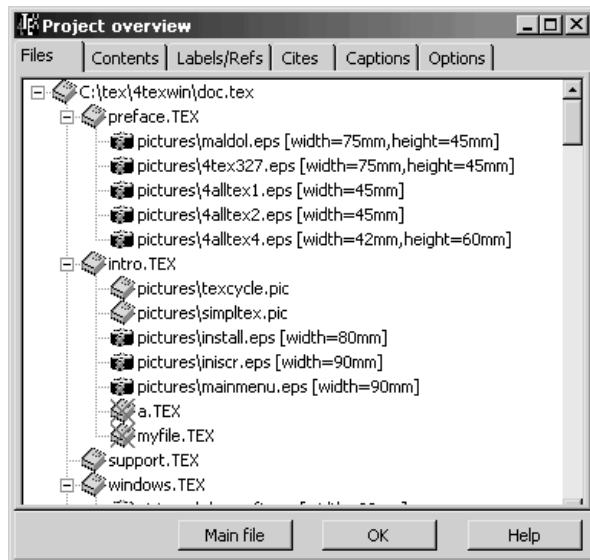 4TEX Project overview
Files Contents Labels/Refs Cites Captions Options
C:\tex\4texwin\doc.tex
preface.TEX
pictures\maldol.eps [width=75mm,height=45mm]
pictures\4tex327.eps [width=75mm,height=45mm]
pictures\4alltex1.eps [width=45mm]
pictures\4alltex2.eps [width=45mm]
pictures\4alltex4.eps [width=42mm,height=60mm]
intro.TEX
pictures\texcycle.pic
pictures\simpltex.pic
pictures\install.eps [width=80mm]
pictures\iniscr.eps [width=90mm]
pictures\mainmenu.eps [width=90mm]
a.TEX
myfile.TEX
support.TEX
windows.TEX
Main file OK Help